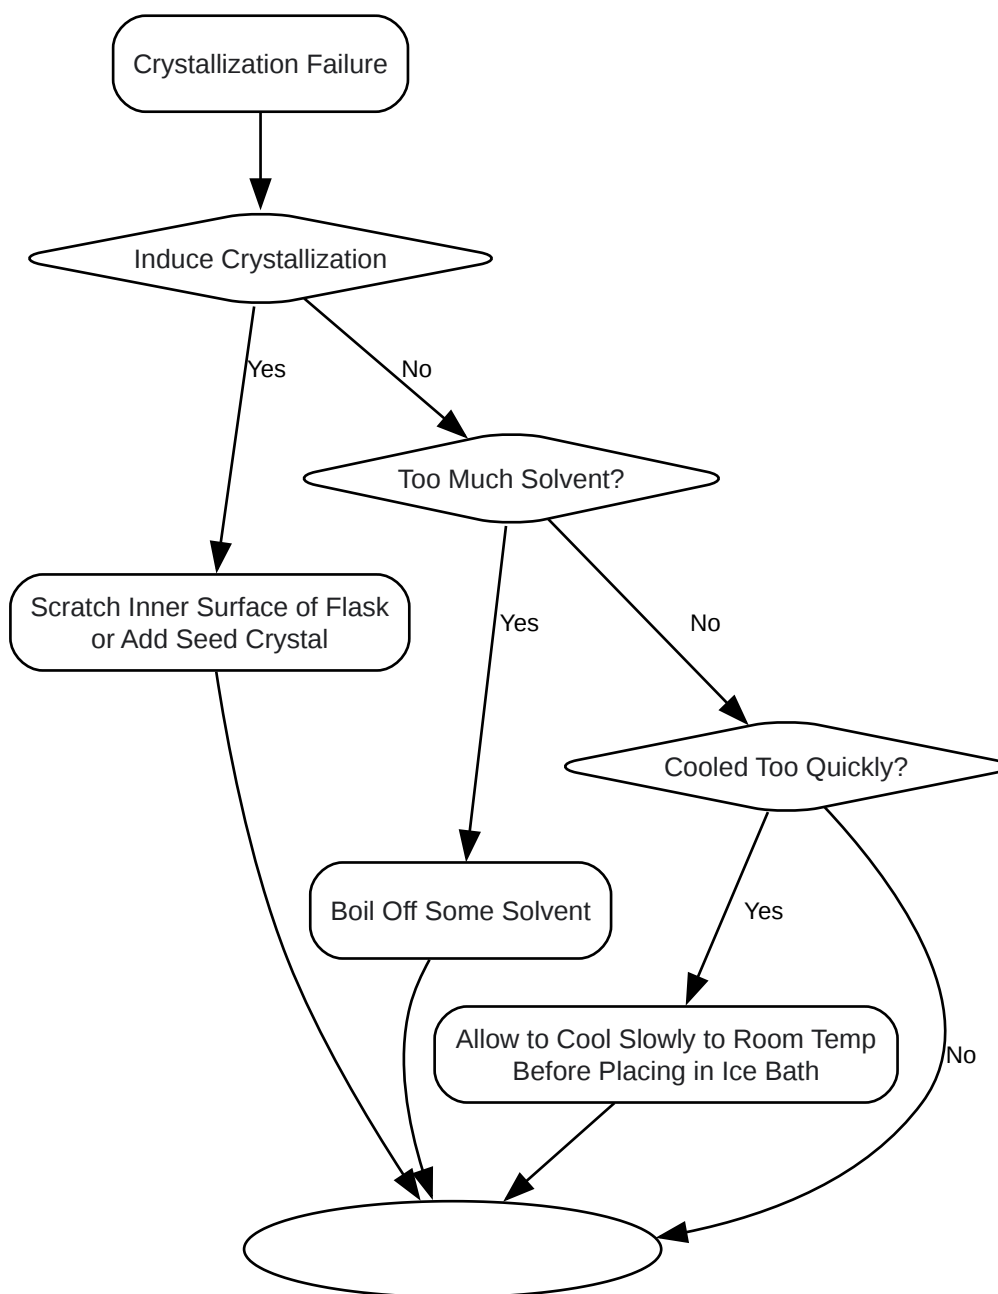 Crystallization Failure
Induce Crystallization
Yes
No
Too Much Solvent?
Scratch Inner Surface of Flask
or Add Seed Crystal
Yes
No
Cooled Too Quickly?
Boil Off Some Solvent
Yes
Allow to Cool Slowly to Room Temp
Before Placing in Ice Bath
No